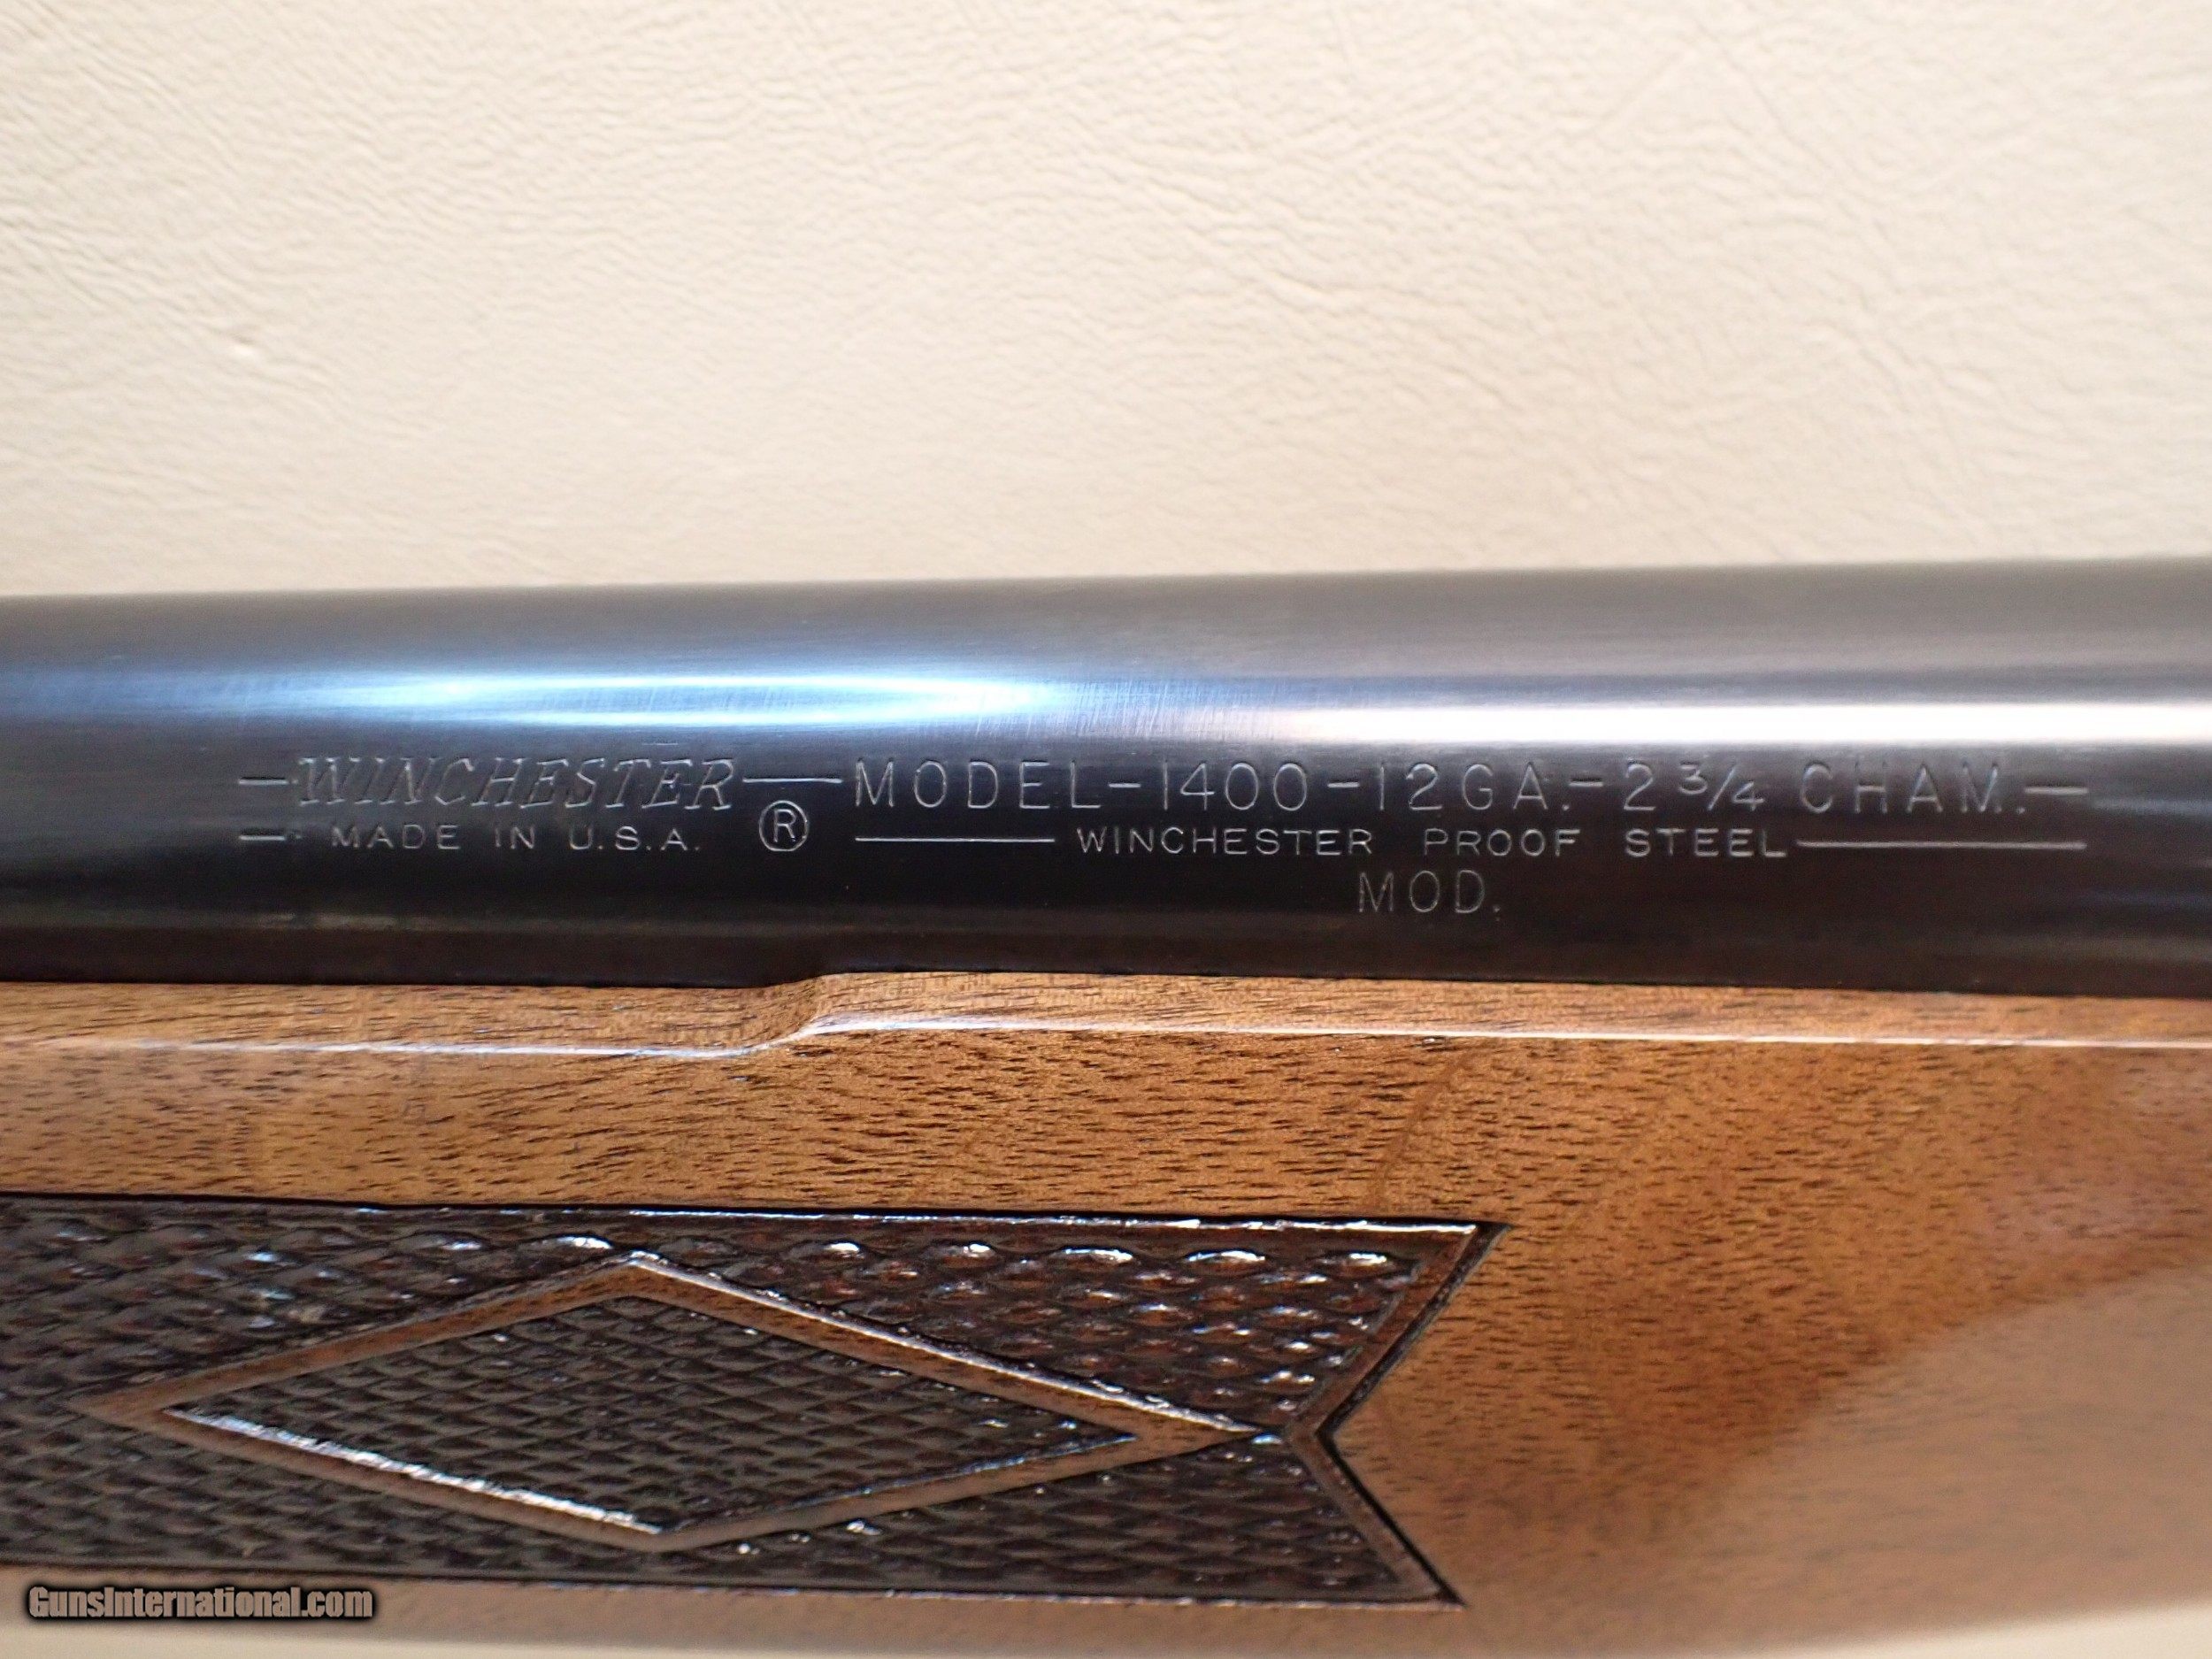 —WINCHESTER— MODEL-1400-12GA.-2 3/4 CHAM.—
— MADE IN U.S.A. ® —WINCHESTER PROOF STEEL—
MOD.
GunsInternational.com